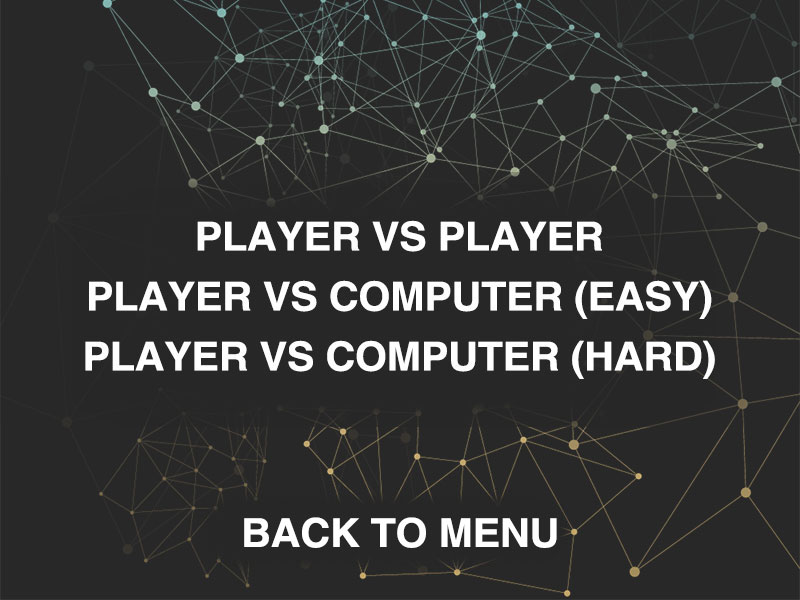 PLAYER VS PLAYER
PLAYER VS COMPUTER (EASY)
PLAYER VS COMPUTER (HARD)
BACK TO MENU